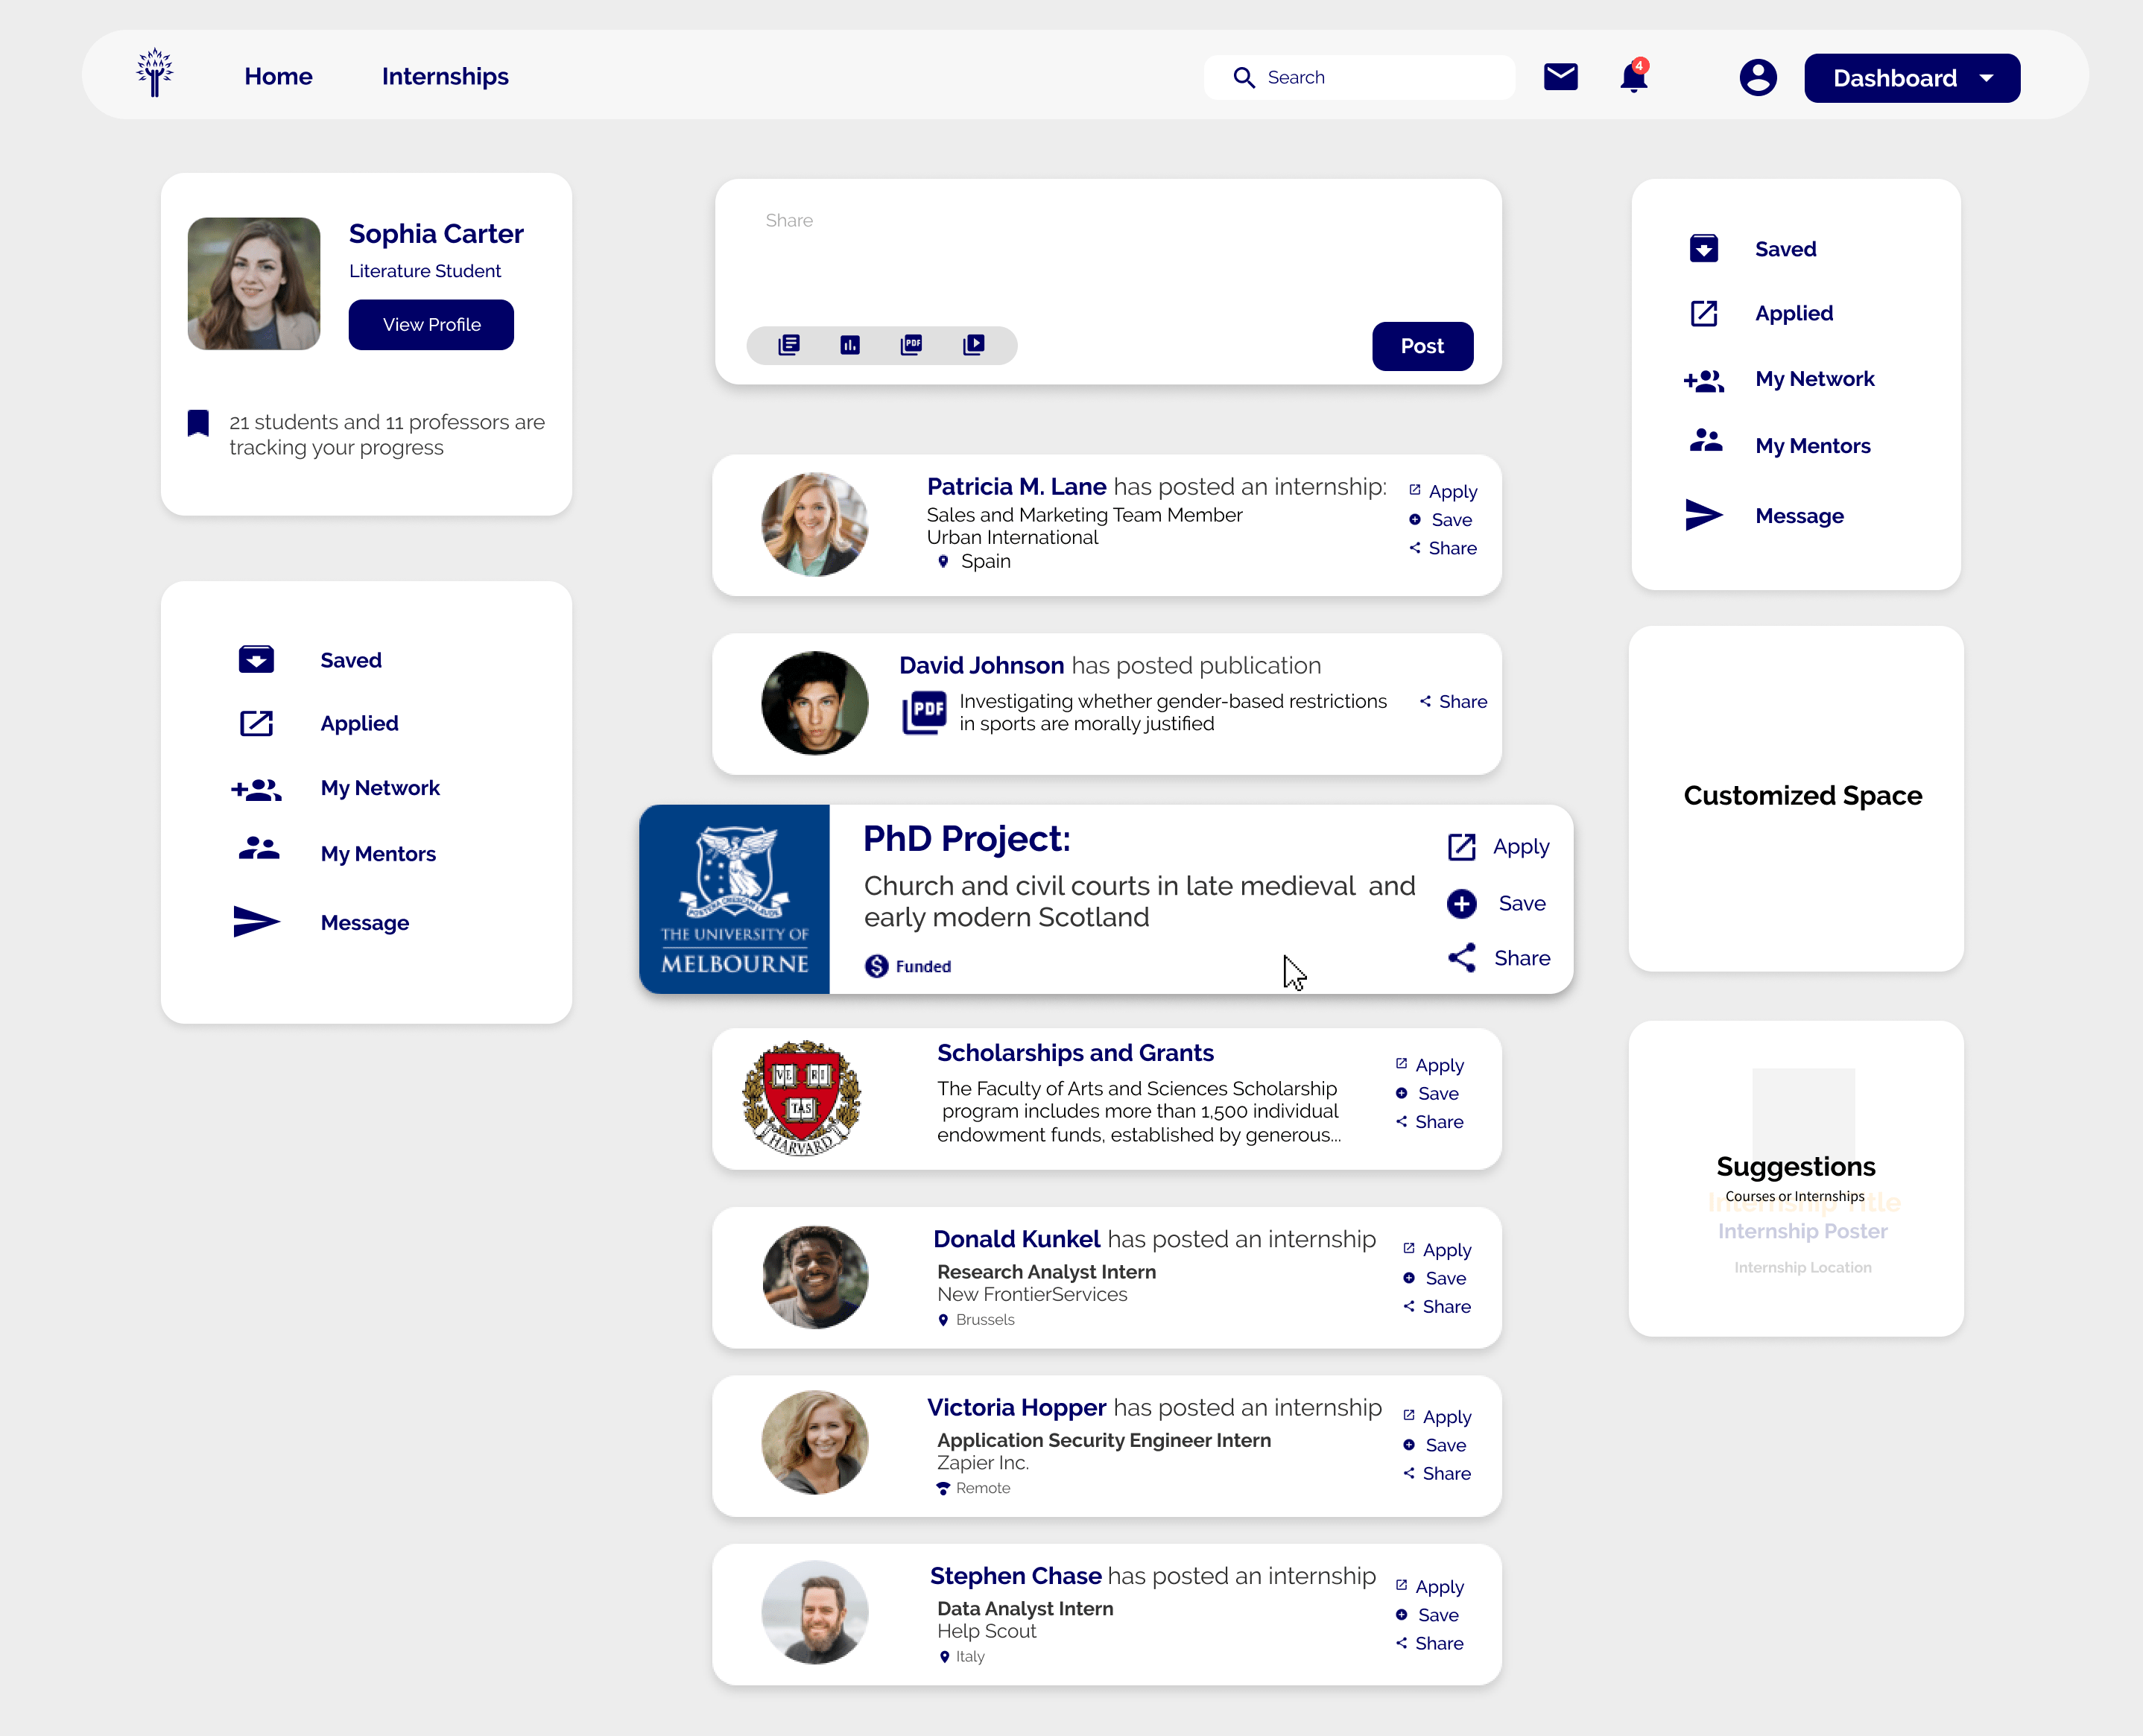 Home
Internships
Search
4
Dashboard
Sophia Carter
Literature Student
View Profile
21 students and 11 professors are
tracking your progress
Saved
Applied
My Network
My Mentors
Message
Share
PDF
Post
Patricia M. Lane has posted an internship:
Sales and Marketing Team Member
Urban International
Spain
Apply
Save
Share
David Johnson has posted publication
PDF
Investigating whether gender-based restrictions
in sports are morally justified
Share
THE UNIVERSITY OF
MELBOURNE
POSTERA CRESCAM LAUDE
PhD Project:
Church and civil courts in late medieval  and
early modern Scotland
Funded
Apply
Save
Share
VE RI
TAS
HARVARD
Scholarships and Grants
The Faculty of Arts and Sciences Scholarship
program includes more than 1,500 individual
endowment funds, established by generous...
Apply
Save
Share
Donald Kunkel has posted an internship
Research Analyst Intern
New FrontierServices
Brussels
Apply
Save
Share
Victoria Hopper has posted an internship
Application Security Engineer Intern
Zapier Inc.
Remote
Apply
Save
Share
Stephen Chase has posted an internship
Data Analyst Intern
Help Scout
Italy
Apply
Save
Share
Saved
Applied
My Network
My Mentors
Message
Customized Space
Suggestions
Courses or Internships
Internship Title
Internship Poster
Internship Location